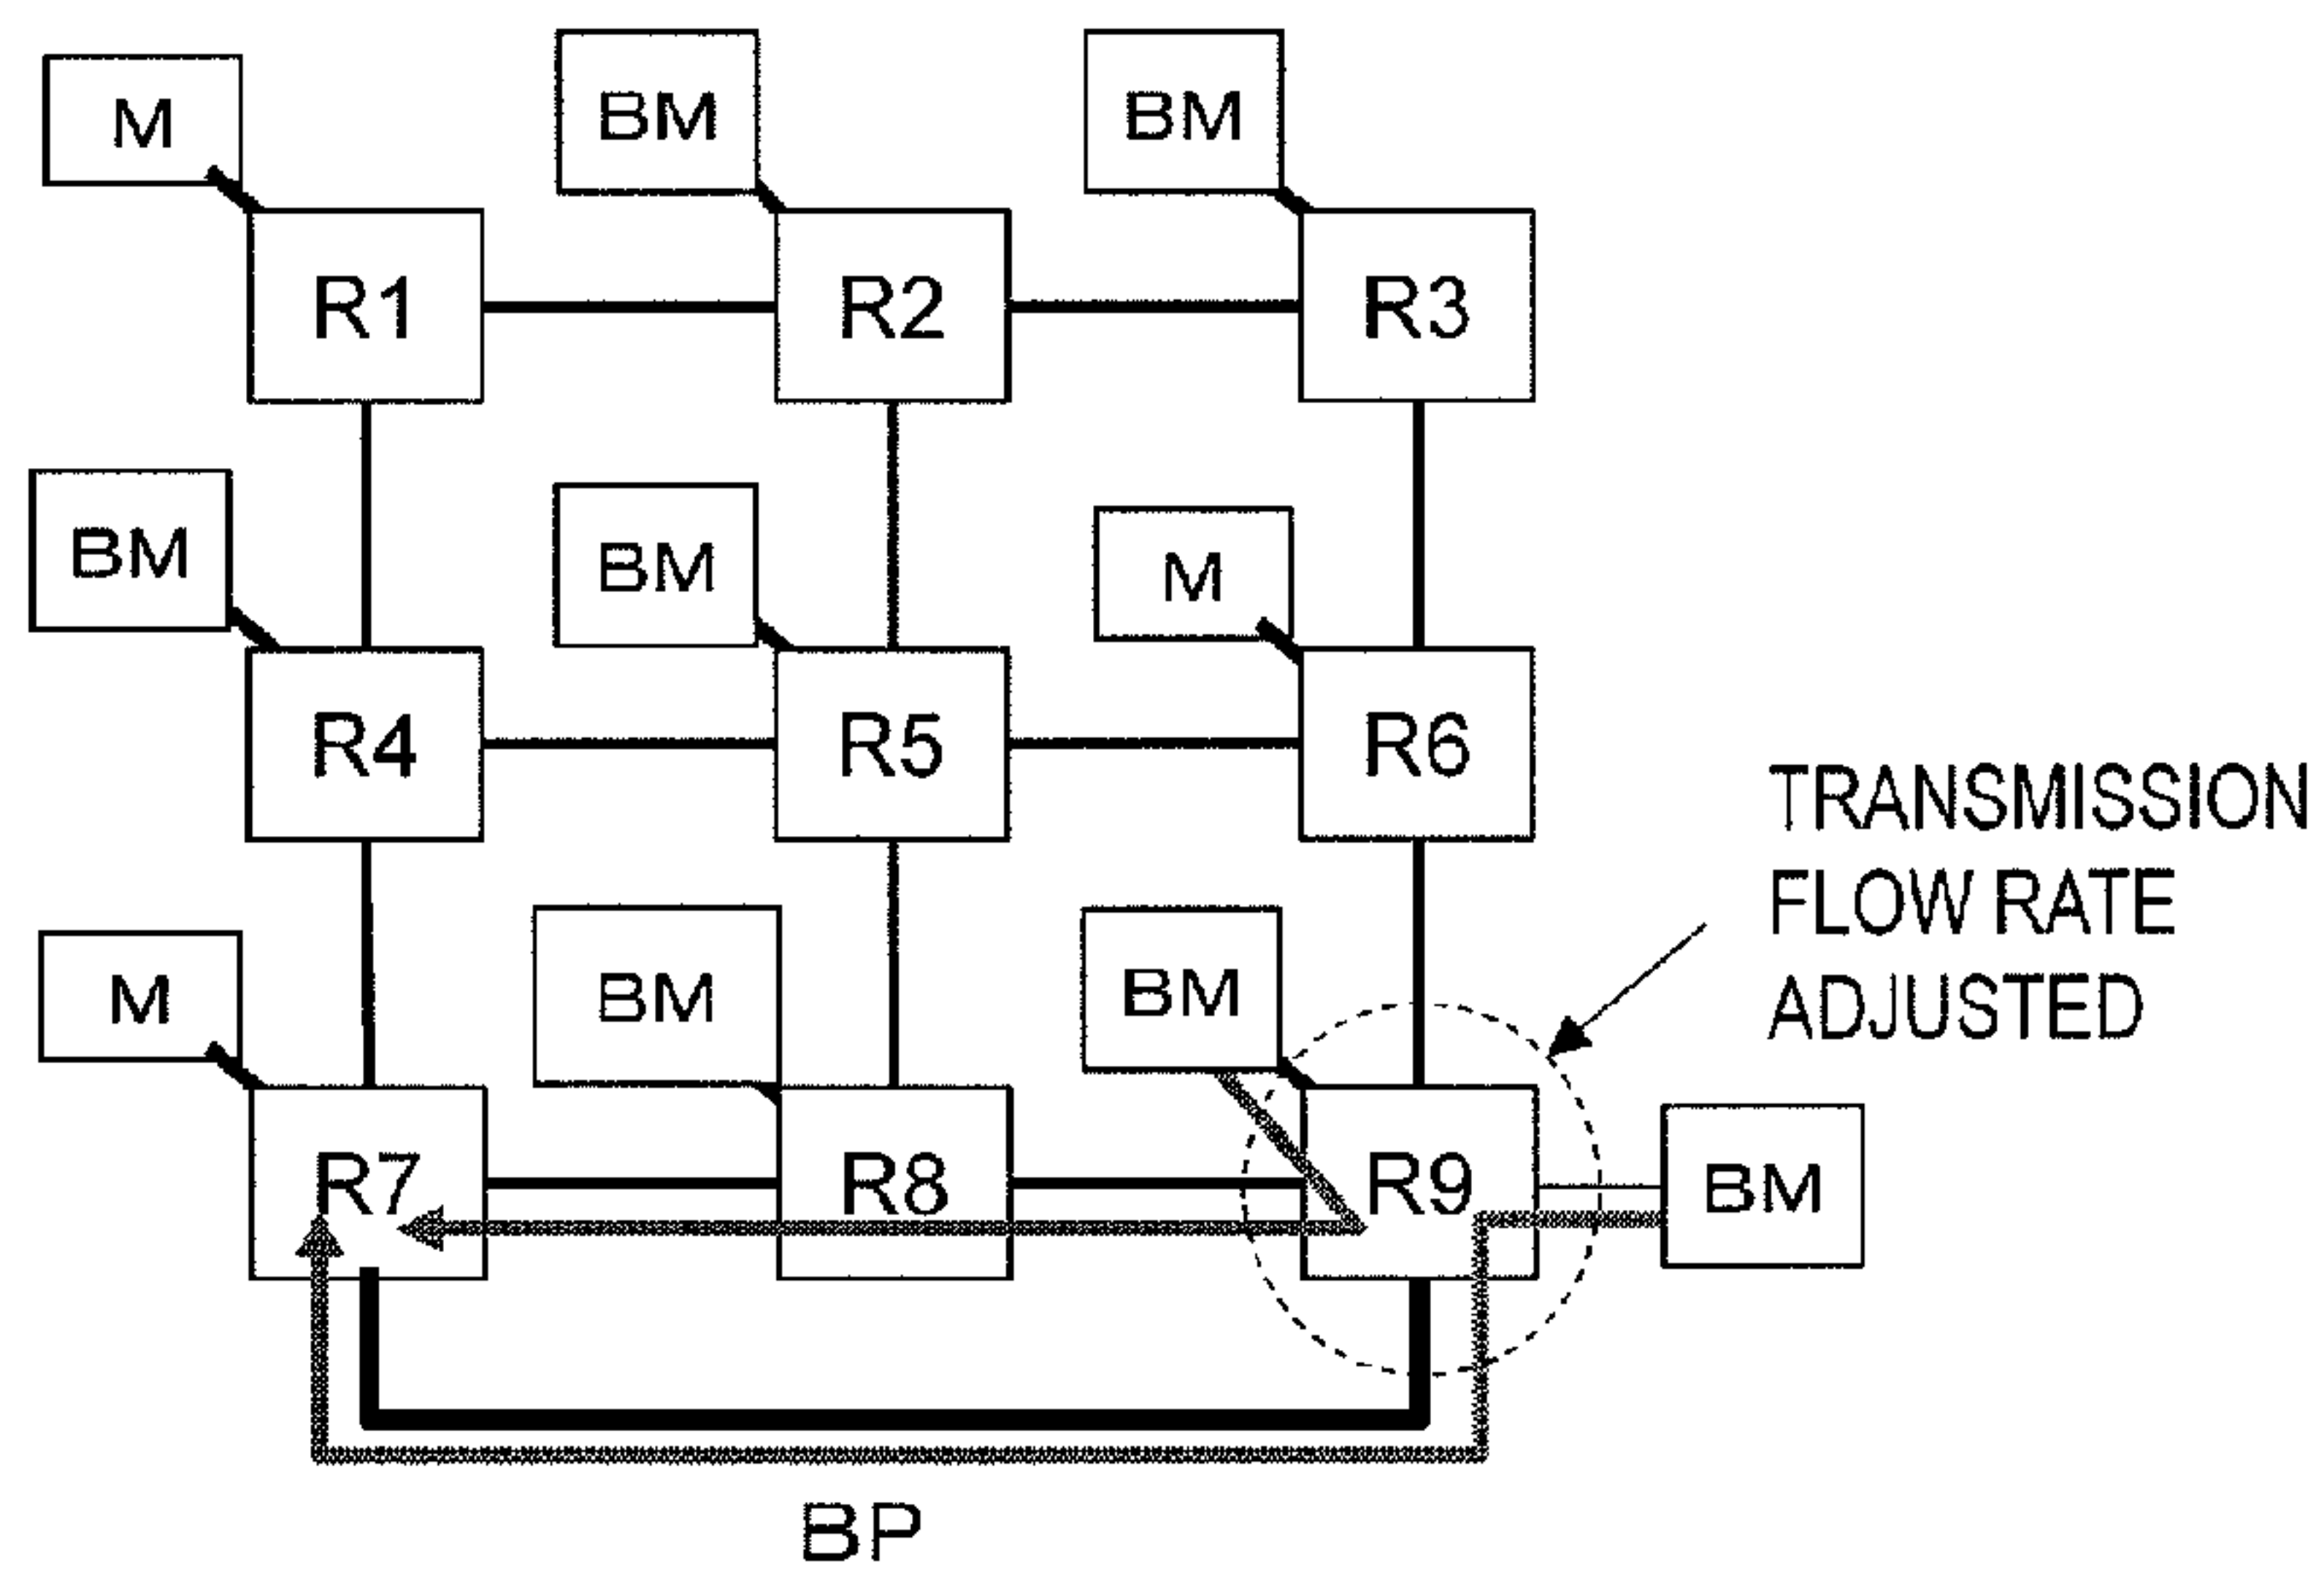 M
BM
BM
R1
R2
R3
BM
BM
M
R4
R5
R6
TRANSMISSION
FLOW RATE
ADJUSTED
M
BM
BM
R7
R8
R9
BM
BP